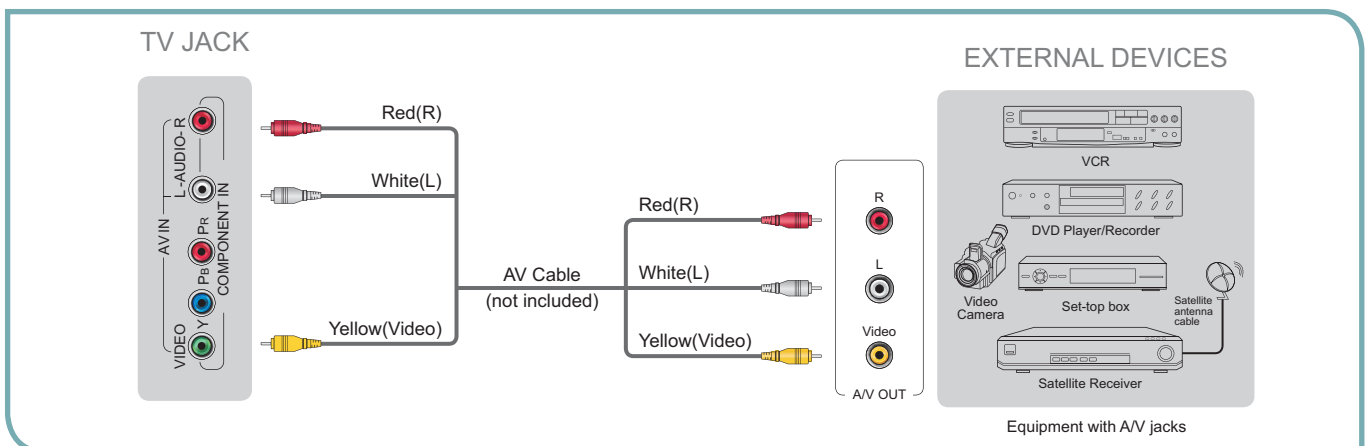 TV JACK
EXTERNAL DEVICES
AV IN
VIDEO
L-AUDIO-R
Y
PB
PR
COMPONENT IN
Red(R)
White(L)
Yellow(Video)
AV Cable
(not included)
Red(R)
White(L)
Yellow(Video)
R
L
Video
A/V OUT
VCR
DVD Player/Recorder
Video
Camera
Set-top box
Satellite
antenna
cable
Satellite Receiver
Equipment with A/V jacks